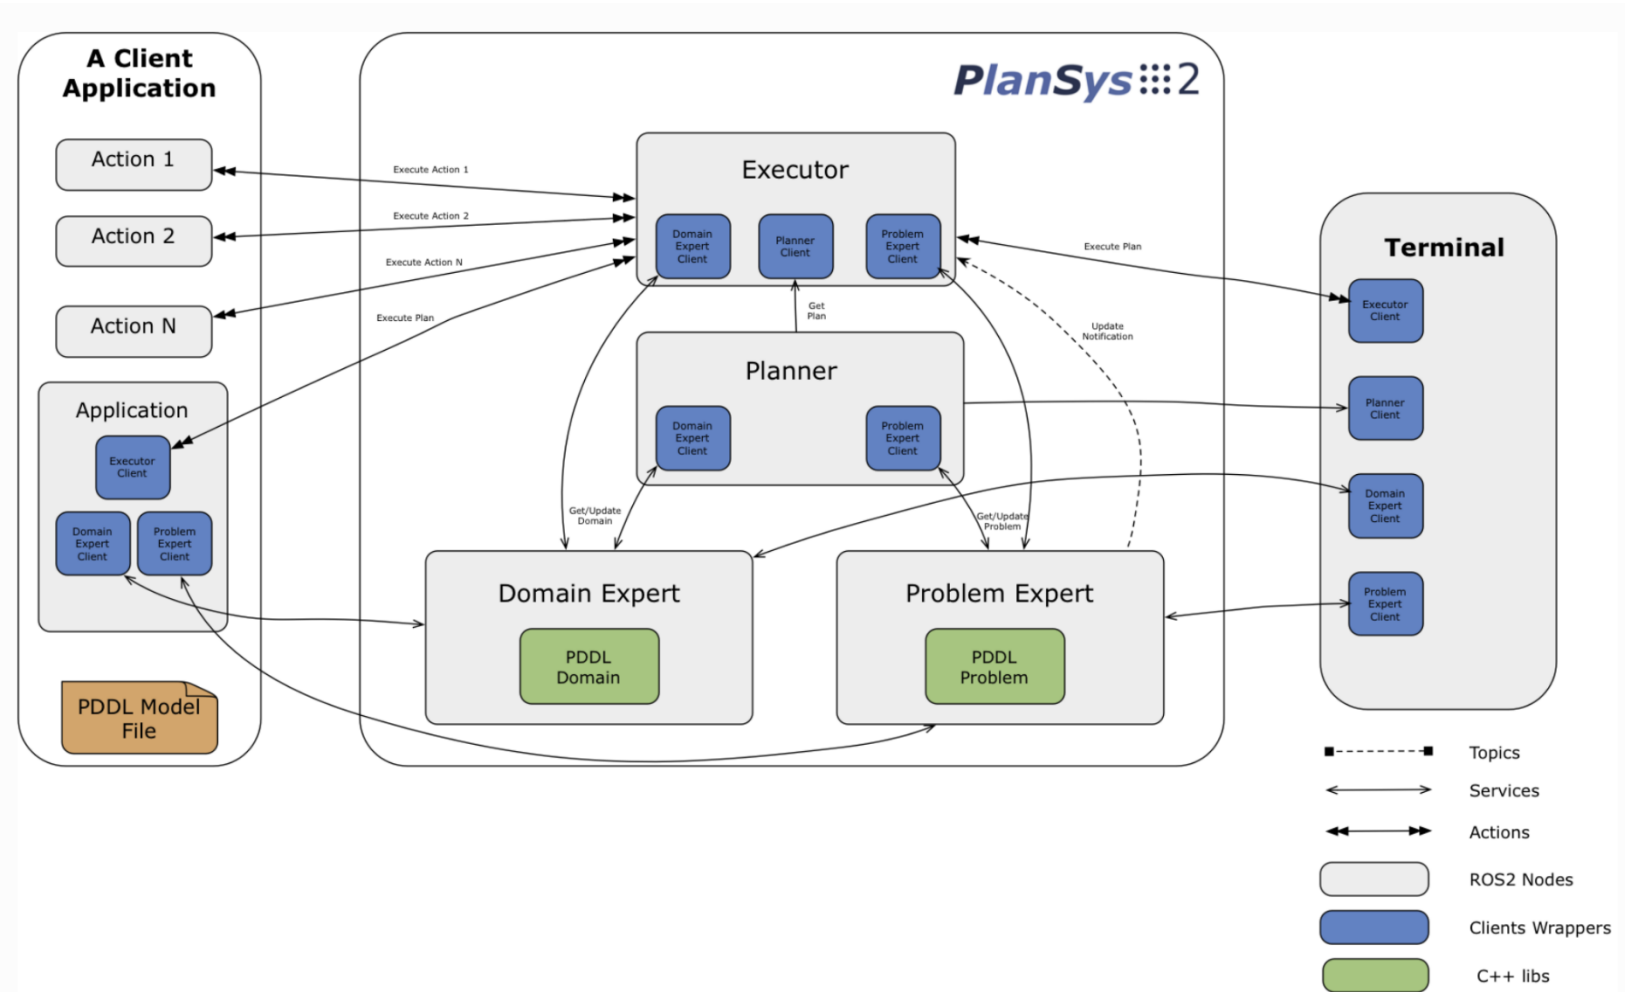 A Client
Application
Action 1
Action 2
Action N
Application
Executor
Client
Domain
Expert
Client
Problem
Expert
Client
PDDL Model
File
PlanSys 2
Execute Action 1
Execute Action 2
Execute Action N
Execute Plan
Executor
Domain
Expert
Client
Planner
Client
Problem
Expert
Client
Get
Plan
Planner
Domain
Expert
Client
Problem
Expert
Client
Get/Update
Domain
Get/Update
Problem
Domain Expert
PDDL
Domain
Problem Expert
PDDL
Problem
Execute Plan
Update
Notification
Terminal
Executor
Client
Planner
Client
Domain
Expert
Client
Problem
Expert
Client
Topics
Services
Actions
ROS2 Nodes
Clients Wrappers
C++ libs